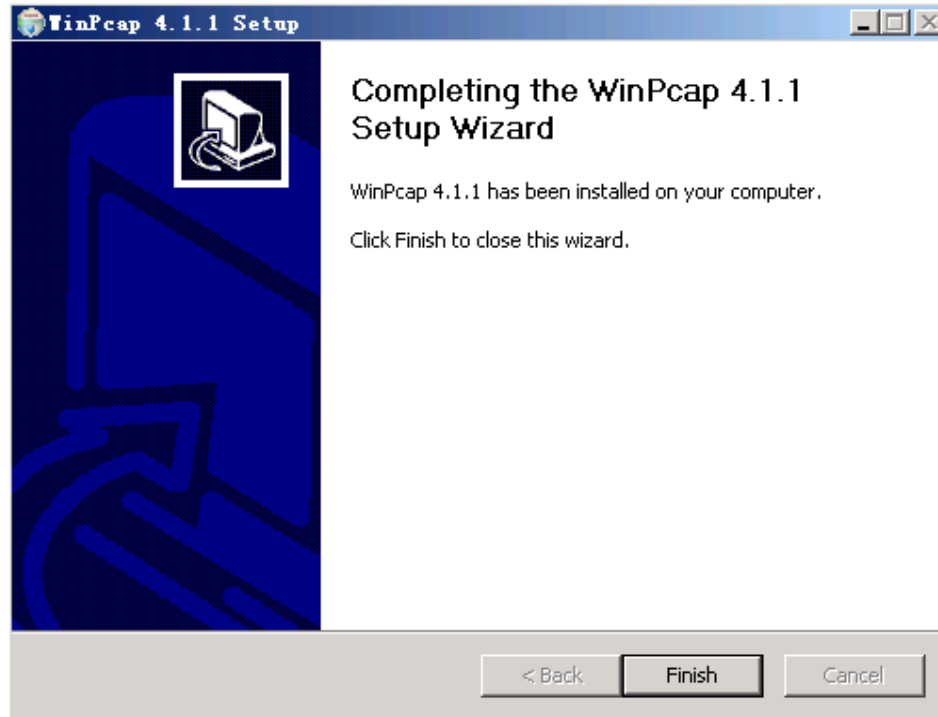 WinPcap 4.1.1 Setup
Completing the WinPcap 4.1.1
Setup Wizard
WinPcap 4.1.1 has been installed on your computer.
Click Finish to close this wizard.
< Back
Finish
Cancel